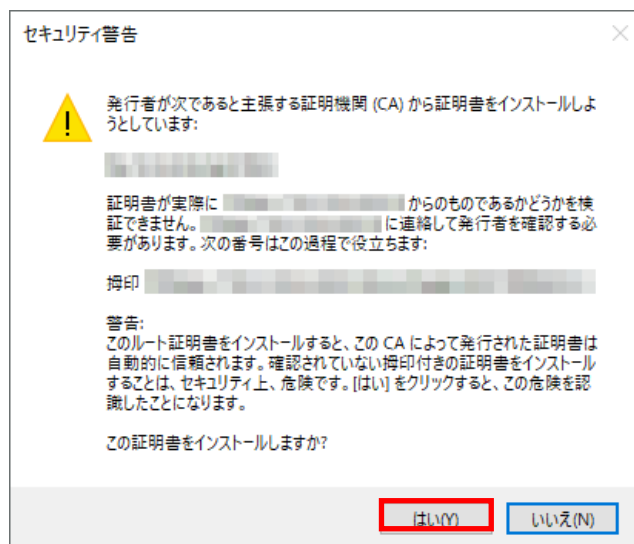 セキュリティ警告
発行者が次であると主張する証明機関 (CA) から証明書をインストールしよ
うとしています:
証明書が実際に からのものであるかどうかを検
証できません。 に連絡して発行者を確認する必
要があります。次の番号はこの過程で役立ちます:
拇印
警告:
このルート証明書をインストールすると、この CA によって発行された証明書は
自動的に信頼されます。確認されていない拇印付きの証明書をインストール
することは、セキュリティ上、危険です。[はい] をクリックすると、この危険を認
識したことになります。
この証明書をインストールしますか?
はい(Y)
いいえ(N)